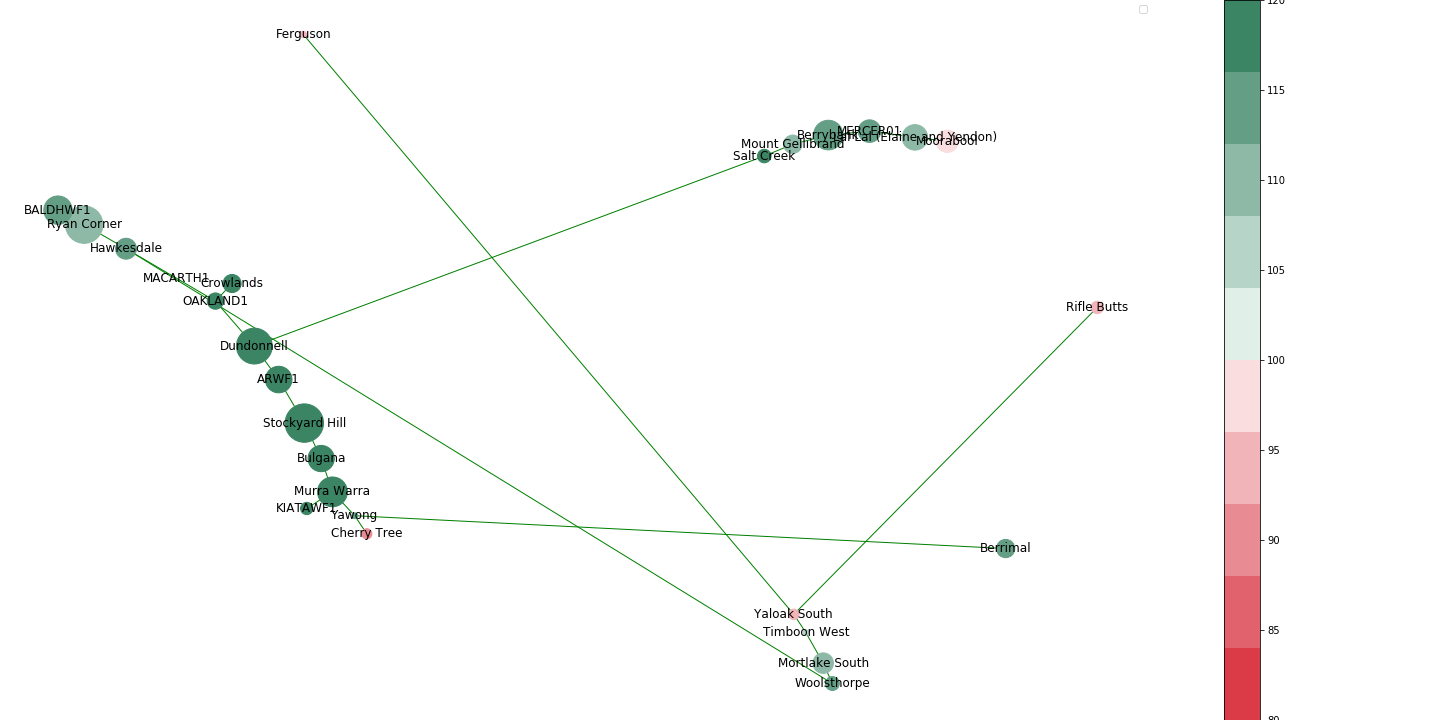 120
Ferguson
115
MERCER01
Berrybank
Lal Lal (Elaine and Yendon)
Moorabool
Mount Gellibrand
Salt Creek
110
BALDHWF1
Ryan Corner
Hawkesdale
105
MACARTH1
Crowlands
OAKLAND1
Rifle Butts
Dundonnell
100
ARWF1
Stockyard Hill
95
Bulgana
Murra Warra
KIATAWF1
Yawong
Cherry Tree
90
Berrimal
Yaloak South
Timboon West
85
Mortlake South
Woolsthorpe
80